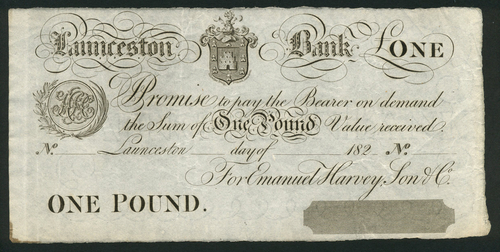 Launceston Bank £ONE
Promise to pay the Bearer on demand
the Sum of One Pound Value received.
No. Launceston day of 182 No.
For Emanuel Harvey, Son & Co.
ONE POUND.